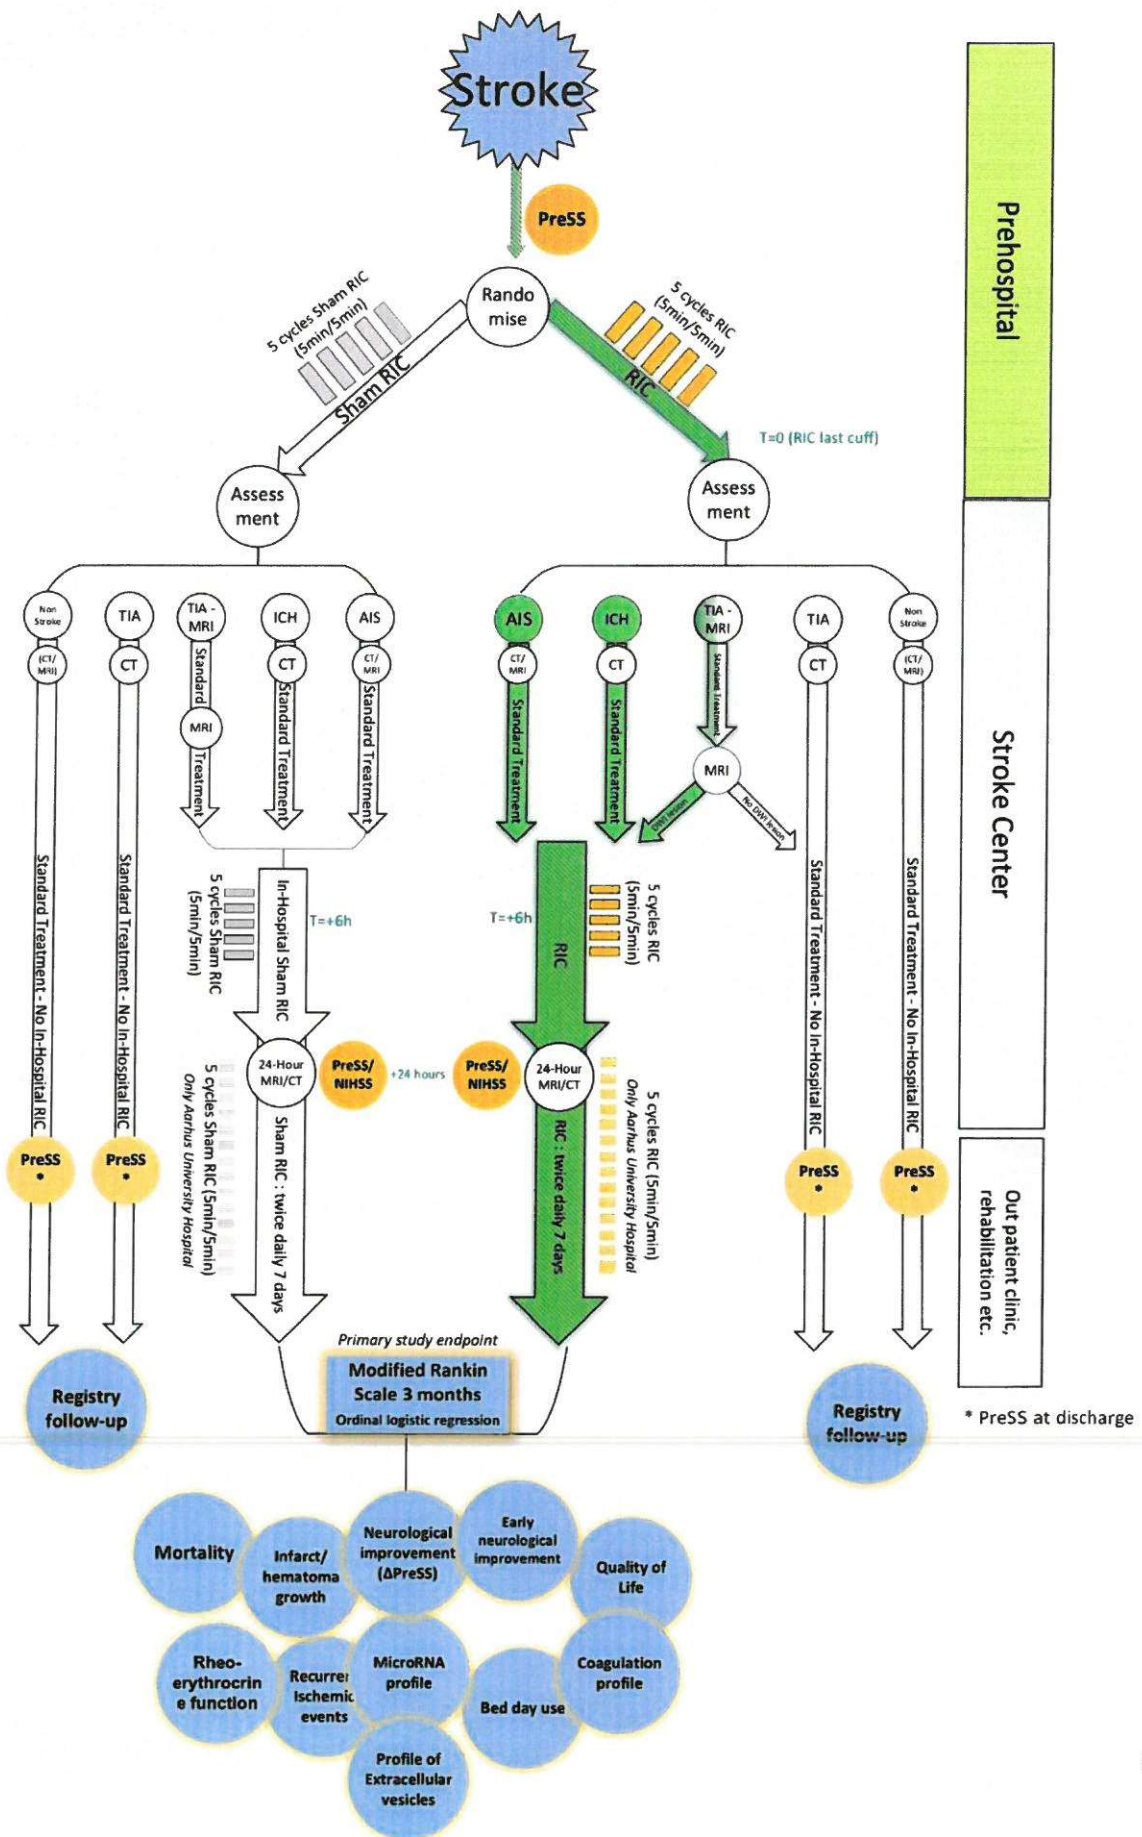 Stroke
PreSS
Rando
mise
5 cycles Sham RIC
(5min/5min)
Sham RIC
5 cycles RIC
(5min/5min)
RIC
T=0 (RIC last cuff)
Prehospital
Assess
ment
Assess
ment
Non
Stroke
(CT/
MRI)
TIA
CT
TIA -
MRI
Standard
MRI
Treatment
ICH
CT
Standard Treatment
AIS
CT/
MRI
Standard Treatment
AIS
CT/
MRI
Standard Treatment
ICH
CT
Standard Treatment
TIA -
MRI
Standard Treatment
MRI
DWI lesion
No DWI lesion
TIA
CT
Non
Stroke
(CT/
MRI)
Stroke Center
Standard Treatment - No In-Hospital RIC
Standard Treatment - No In-Hospital RIC
5 cycles Sham RIC
(5min/5min)
In-Hospital Sham RIC
T=+6h
T=+6h
RIC
5 cycles RIC
(5min/5min)
Standard Treatment - No In-Hospital RIC
Standard Treatment - No In-Hospital RIC
24-Hour
MRI/CT
PreSS/
NIHSS
+24 hours
PreSS/
NIHSS
24-Hour
MRI/CT
PreSS
*
PreSS
*
5 cycles Sham RIC (5min/5min)
Only Aarhus University Hospital
Sham RIC : twice daily 7 days
RIC : twice daily 7 days
5 cycles RIC (5min/5min)
Only Aarhus University Hospital
PreSS
*
PreSS
*
Out patient clinic,
rehabilitation etc.
Primary study endpoint
Modified Rankin
Scale 3 months
Ordinal logistic regression
Registry
follow-up
Registry
follow-up
* PreSS at discharge
Mortality
Infarct/
hematoma
growth
Neurological
improvement
(ΔPreSS)
Early
neurological
improvement
Quality of
Life
Rheo-
erythrocrin
e function
Recurren
Ischemic
events
MicroRNA
profile
Bed day use
Coagulation
profile
Profile of
Extracellular
vesicles